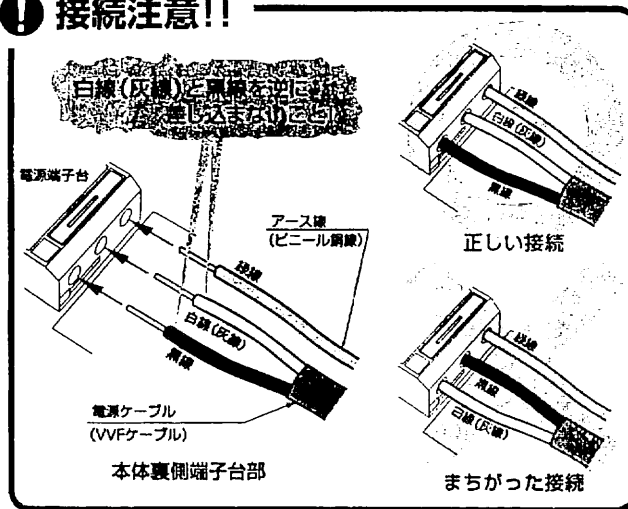 接続注意!!
白線(灰線)と黒線を逆に
差し込まないこと
電源端子台
アース線
(ビニール銅線)
緑線
白線(灰線)
黒線
電源ケーブル
(VVFケーブル)
本体裏側端子台部
緑線
白線(灰線)
黒線
正しい接続
緑線
黒線
白線(灰線)
まちがった接続